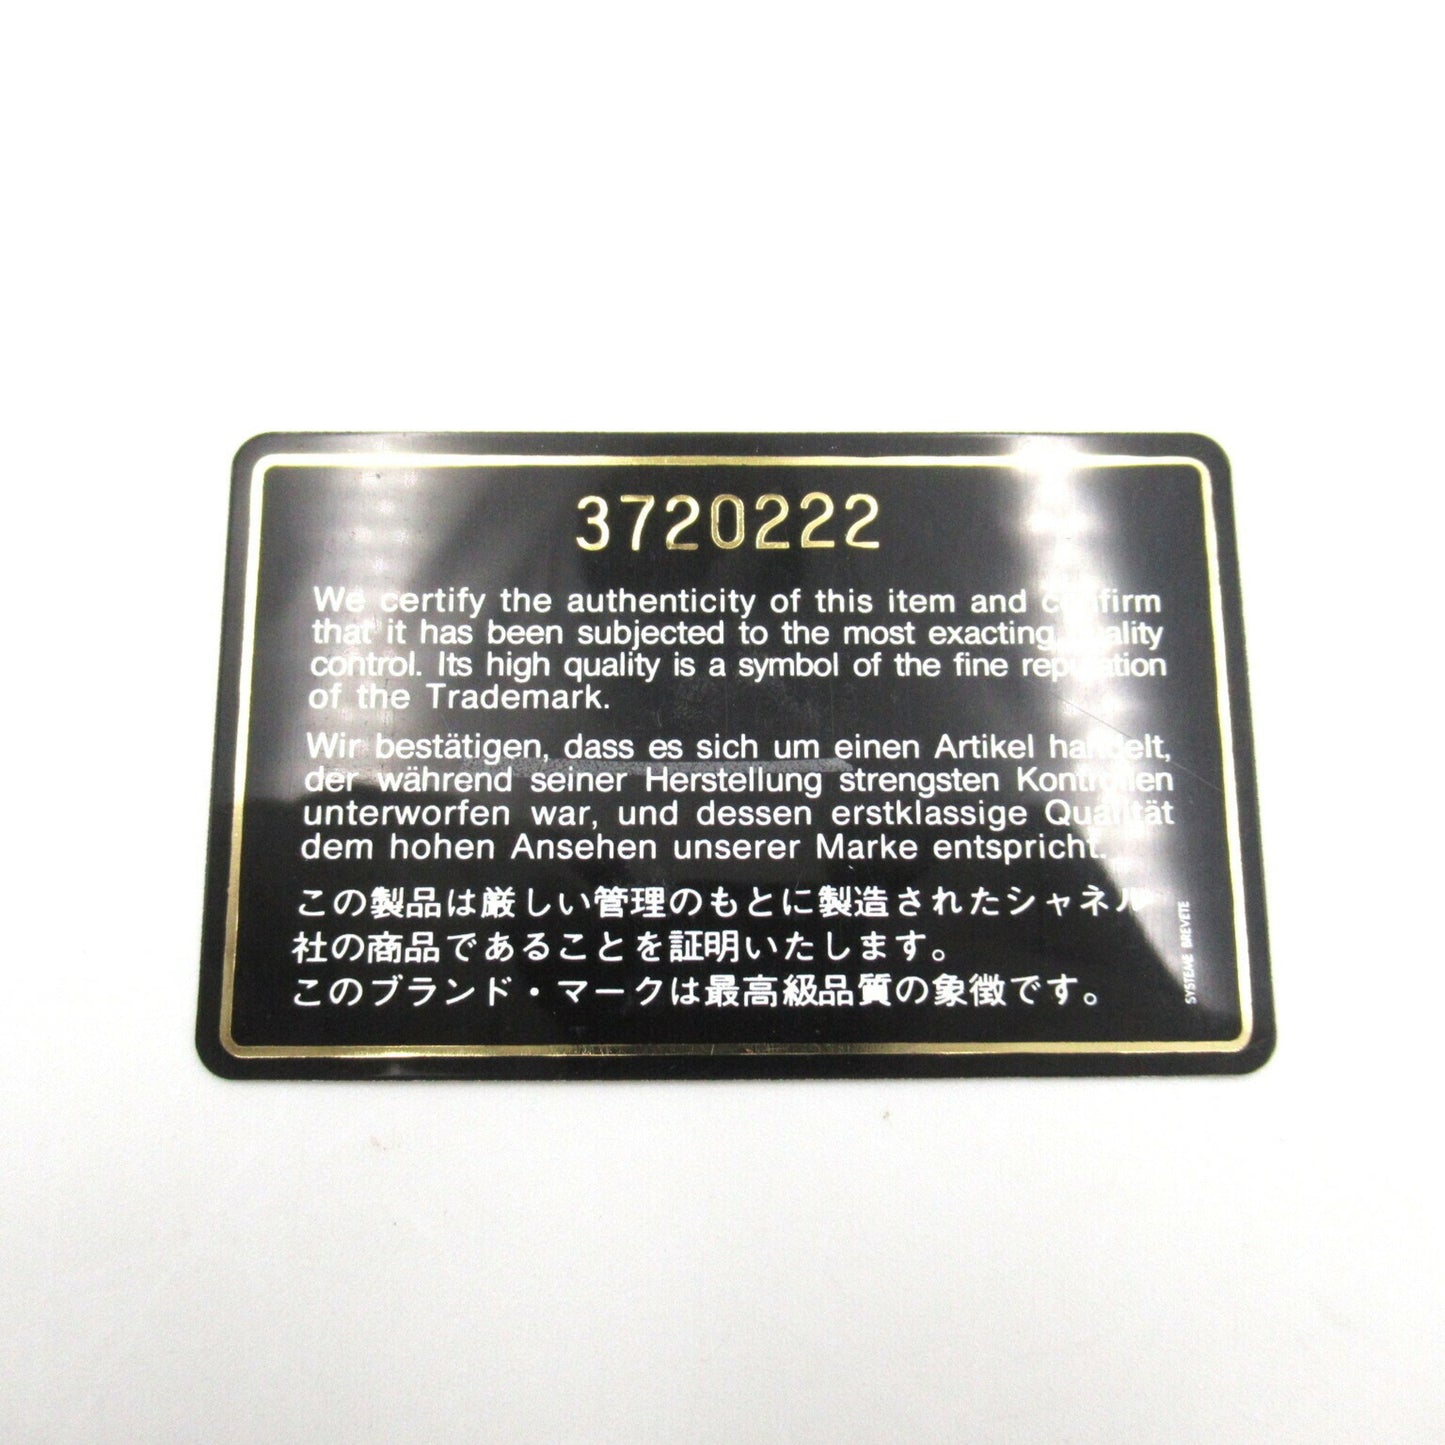 3720222
We certify the authenticity of this item and confirm
that it has been subjected to the most exacting quality
control. Its high quality is a symbol of the fine reputation
of the Trademark.
Wir bestätigen, dass es sich um einen Artikel handelt,
der während seiner Herstellung strengsten Kontrollen
unterworfen war, und dessen erstklassige Qualität
dem hohen Ansehen unserer Marke entspricht.
この製品は厳しい管理のもとに製造されたシャネル
社の商品であることを証明いたします。
このブランド・マークは最高級品質の象徴です。
SYSTEME BREVETE